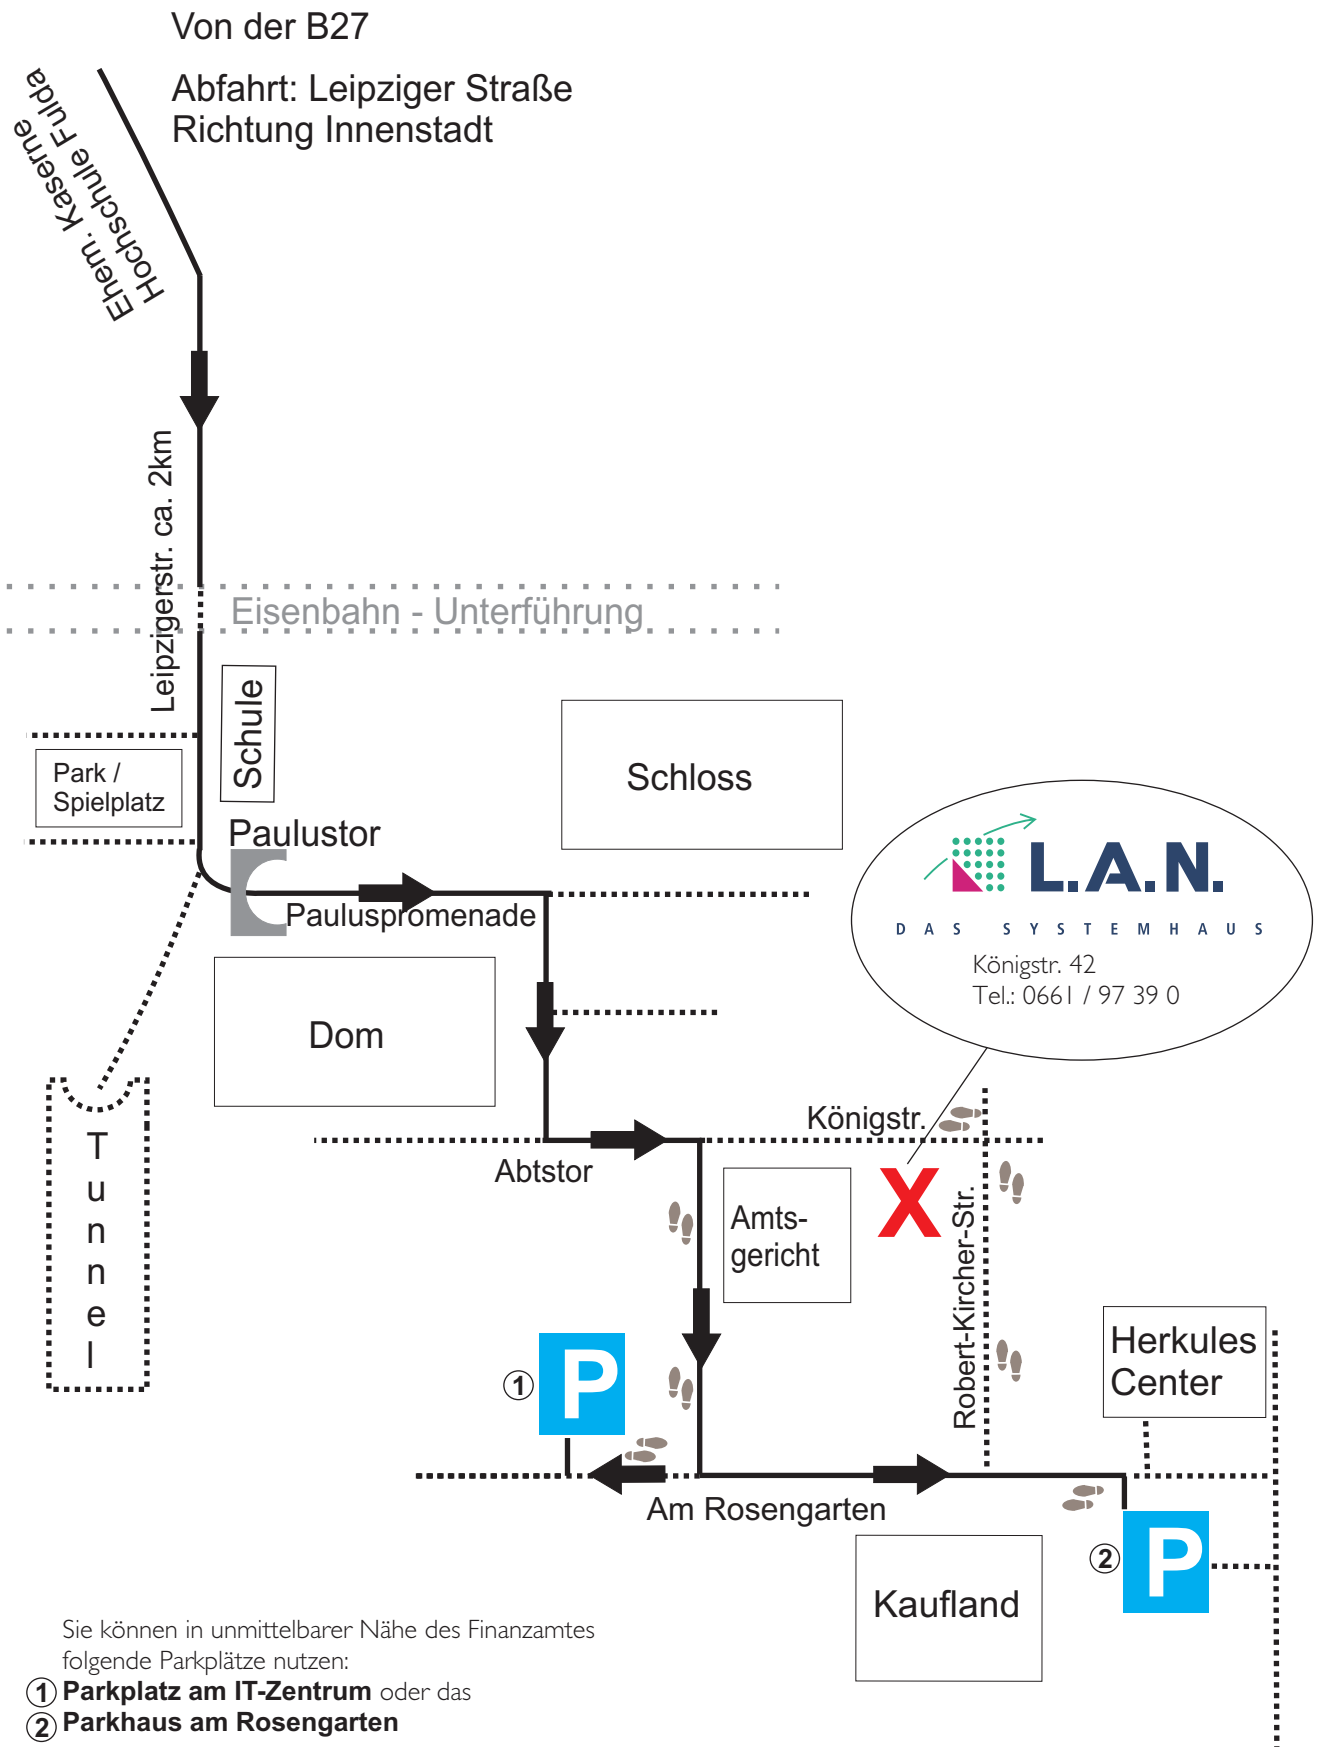 Von der B27
Abfahrt: Leipziger Straße
Richtung Innenstadt
Ehem. Kaserne
Hochschule Fulda
Leipzigerstr. ca. 2km
Eisenbahn - Unterführung
Schule
Park /
Spielplatz
Schloss
Paulustor
Pauluspromenade
L.A.N.
DAS SYSTEMHAUS
Königstr. 42
Tel.: 0661 / 97 39 0
Dom
Tunnel
Königstr.
Abtstor
X
Amts-
gericht
Robert-Kircher-Str.
Herkules
Center
1 P
Am Rosengarten
2 P
Kaufland
Sie können in unmittelbarer Nähe des Finanzamtes
folgende Parkplätze nutzen:
1 Parkplatz am IT-Zentrum oder das
2 Parkhaus am Rosengarten